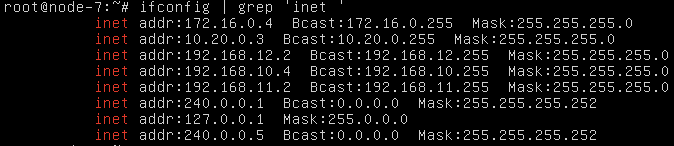 root@node-7:~# ifconfig | grep 'inet '
inet addr:172.16.0.4  Bcast:172.16.0.255  Mask:255.255.255.0
inet addr:10.20.0.3  Bcast:10.20.0.255  Mask:255.255.255.0
inet addr:192.168.12.2  Bcast:192.168.12.255  Mask:255.255.255.0
inet addr:192.168.10.4  Bcast:192.168.10.255  Mask:255.255.255.0
inet addr:192.168.11.2  Bcast:192.168.11.255  Mask:255.255.255.0
inet addr:240.0.0.1  Bcast:0.0.0.0  Mask:255.255.255.252
inet addr:127.0.0.1  Mask:255.0.0.0
inet addr:240.0.0.5  Bcast:0.0.0.0  Mask:255.255.255.252